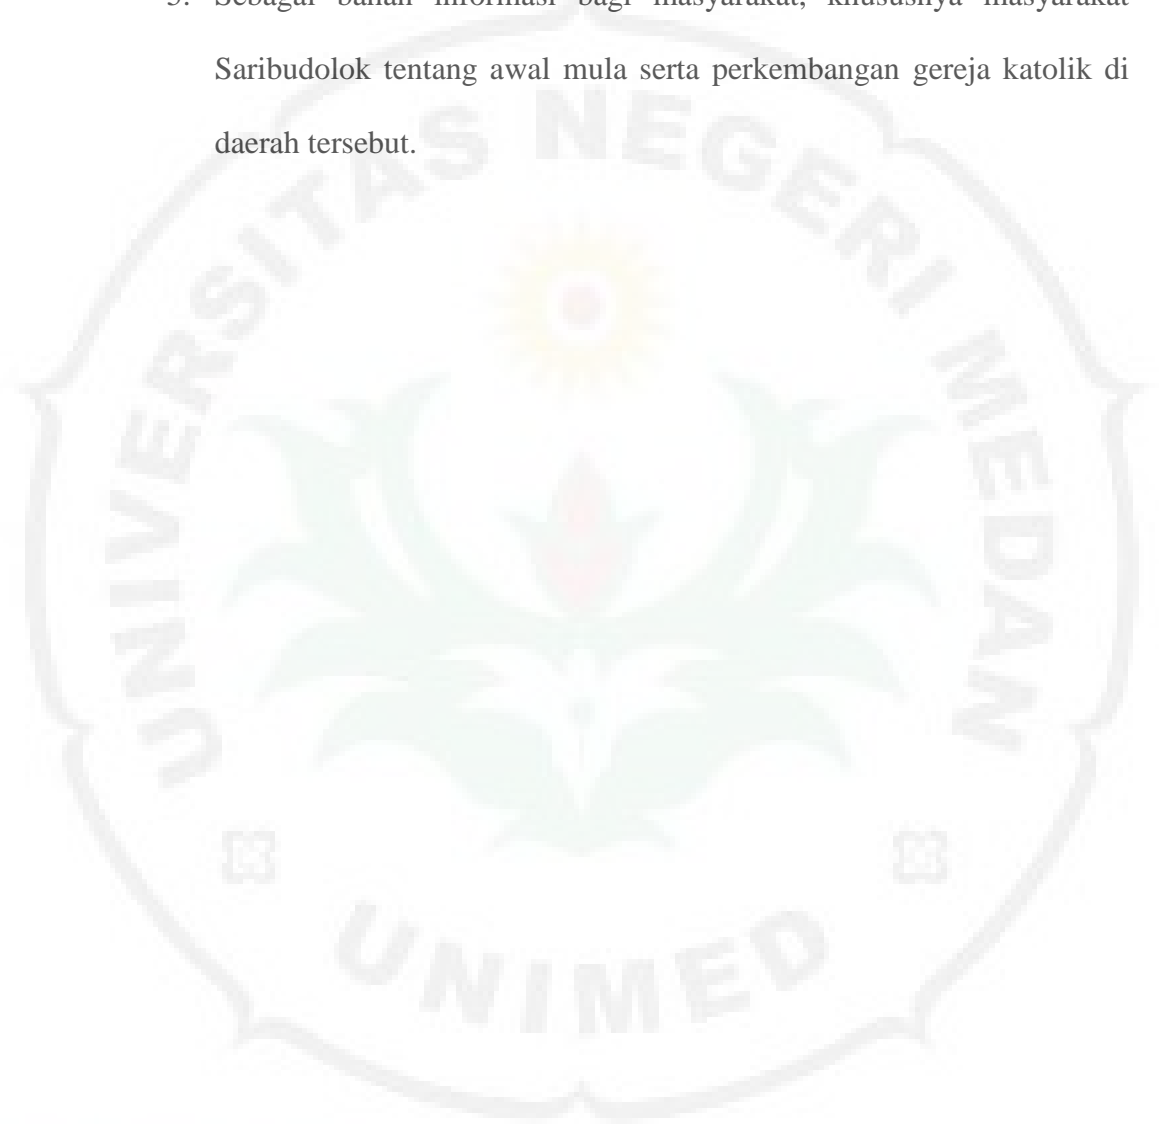 Sebagai bahan informasi bagi masyarakat, khususnya masyarakat
Saribudolok tentang awal mula serta perkembangan gereja katolik di
daerah tersebut.
UNIVERSITAS NEGERI MEDAN
UNIMED